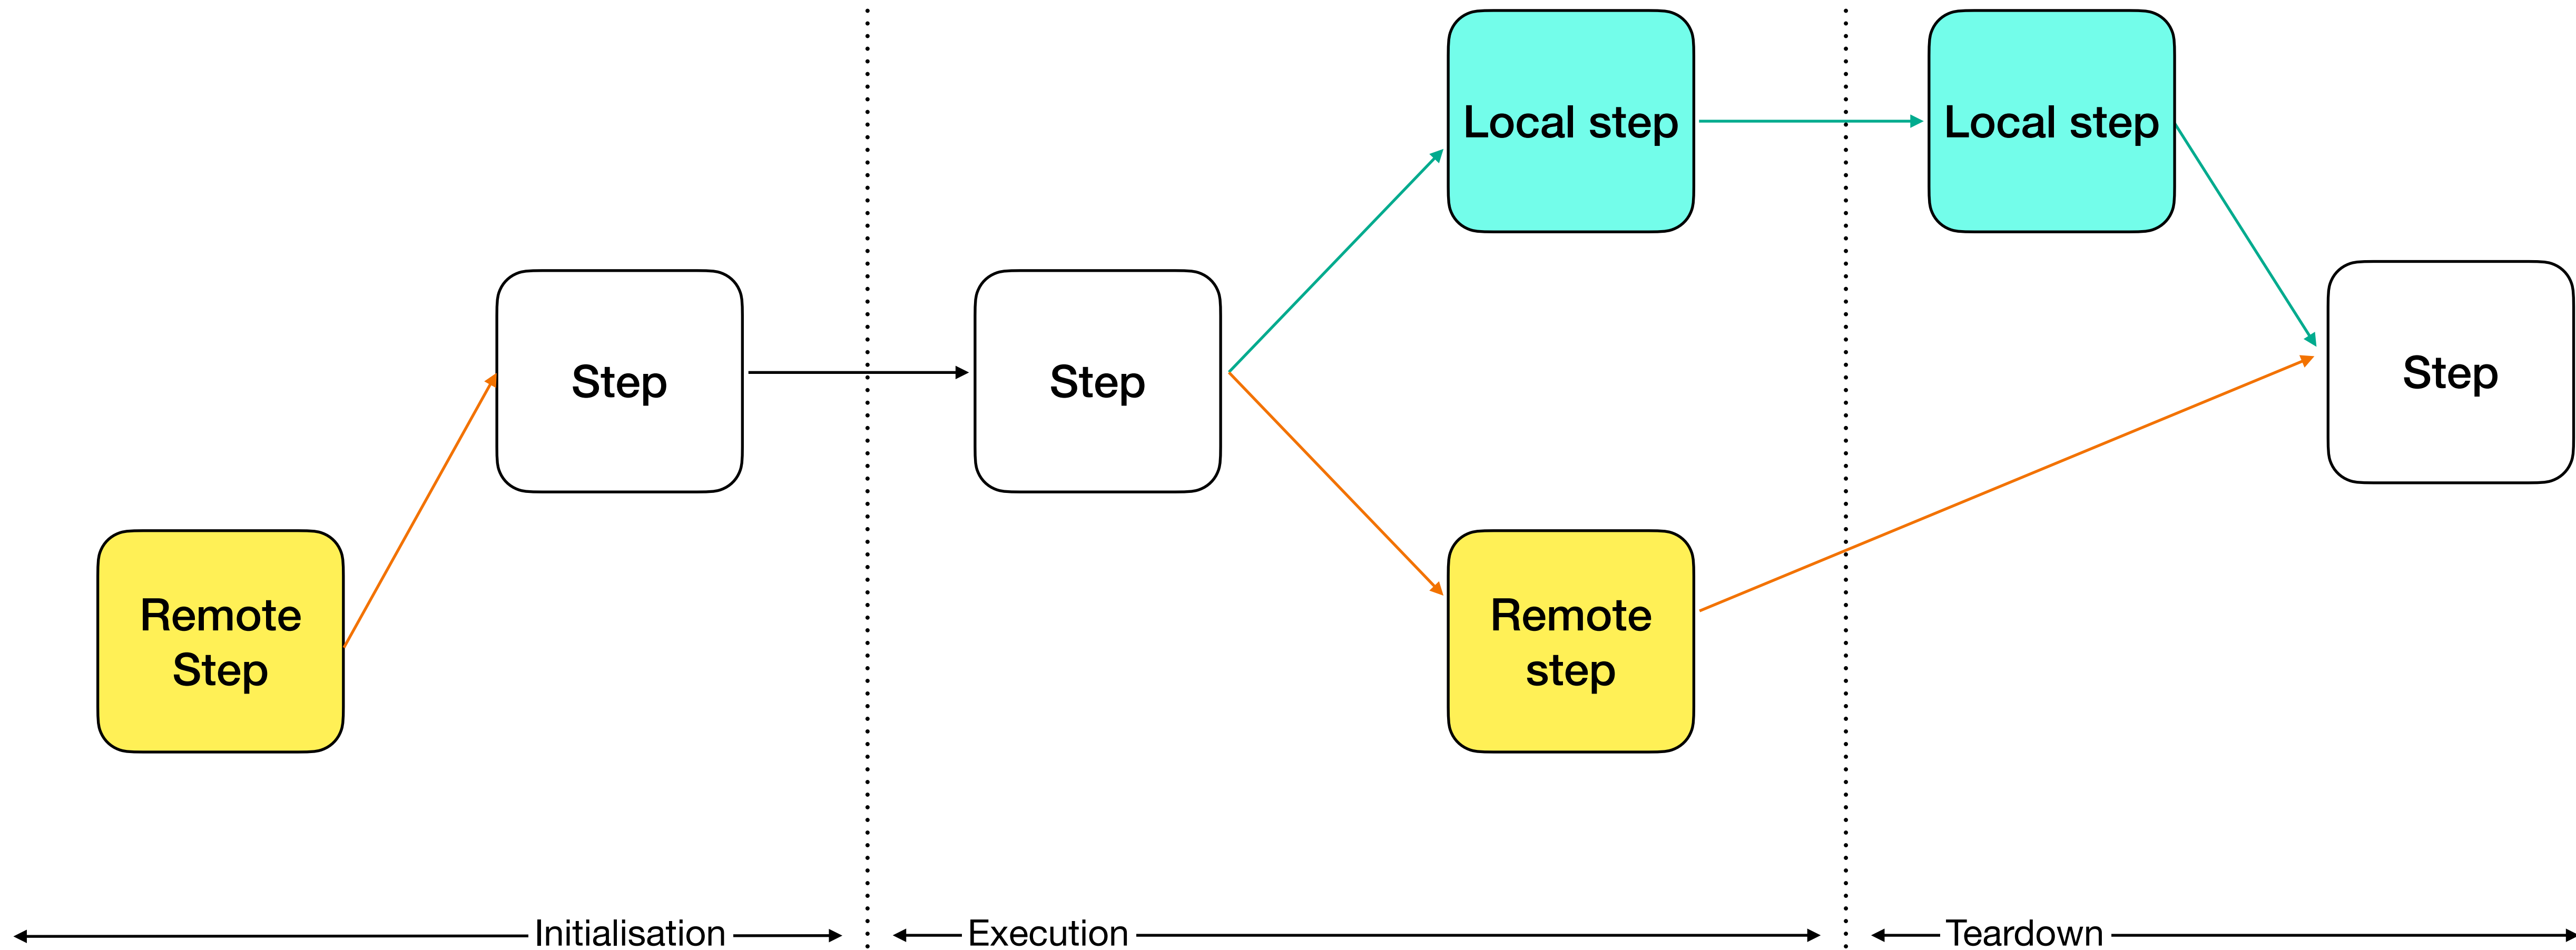 Local step
Local step
Step
Step
Step
Remote
Step
Remote
step
Initialisation
Execution
Teardown